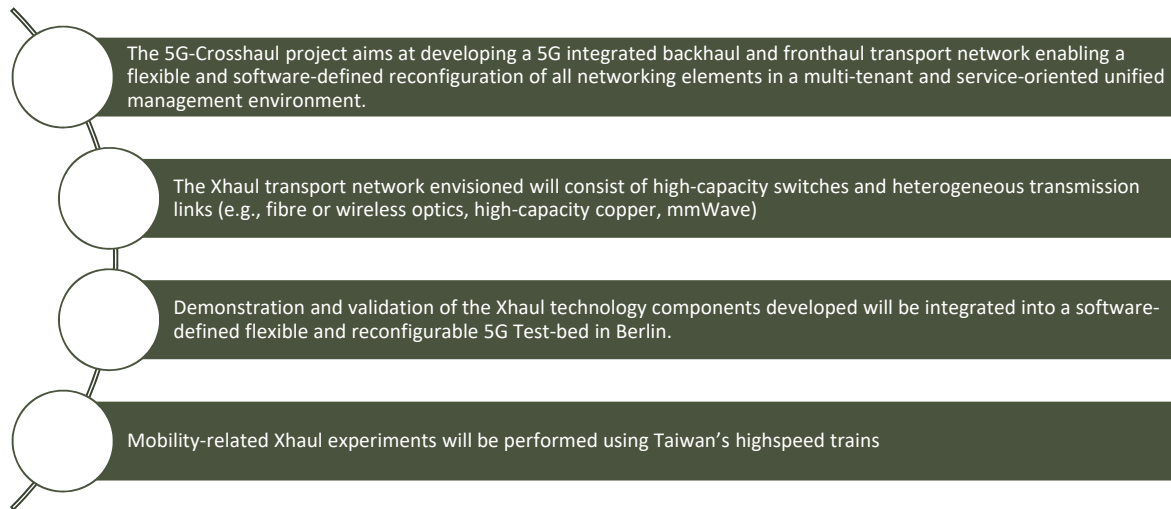 The 5G-Crosshaul project aims at developing a 5G integrated backhaul and fronthaul transport network enabling a
flexible and software-defined reconfiguration of all networking elements in a multi-tenant and service-oriented unified
management environment.
The Xhaul transport network envisioned will consist of high-capacity switches and heterogeneous transmission
links (e.g., fibre or wireless optics, high-capacity copper, mmWave)
Demonstration and validation of the Xhaul technology components developed will be integrated into a software-
defined flexible and reconfigurable 5G Test-bed in Berlin.
Mobility-related Xhaul experiments will be performed using Taiwan’s highspeed trains